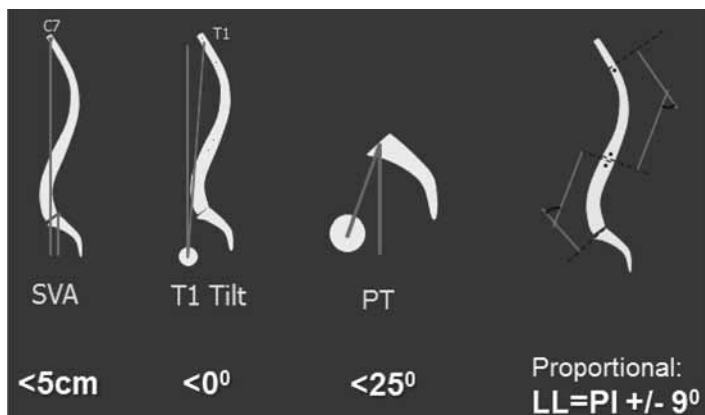 C7
T1
SVA
T1 Tilt
PT
<5cm
<0⁰
<25⁰
Proportional:
LL=PI +/- 9⁰